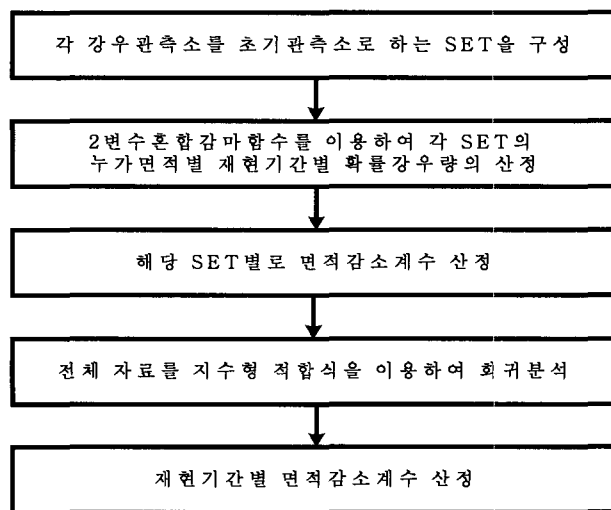 각 강우관측소를 초기관측소로 하는 SET을 구성
2변수혼합감마함수를 이용하여 각 SET의
누가면적별 재현기간별 확률강우량의 산정
해당 SET별로 면적감소계수 산정
전체 자료를 지수형 적합식을 이용하여 회귀분석
재현기간별 면적감소계수 산정